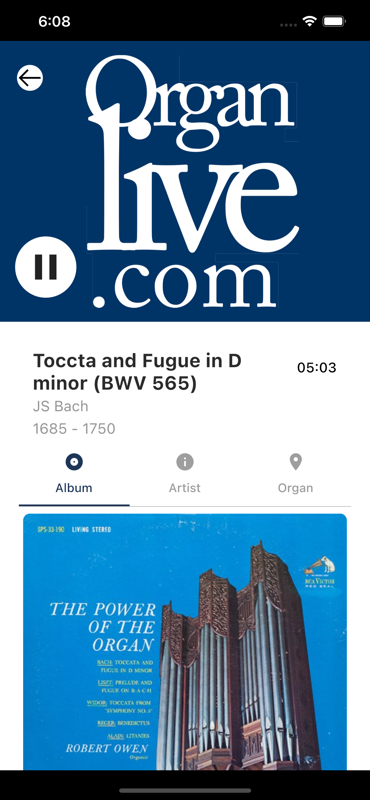 6:08
Organ
live
.com
Toccta and Fugue in D
minor (BWV 565)
05:03
JS Bach
1685 - 1750
Album
Artist
Organ
GPS-33-190 LIVING STEREO
RCA VICTOR
RED SEAL
THE POWER
OF THE
ORGAN
BACH: TOCCATA AND
FUGUE IN D MINOR
LISZT: PRELUDE AND
FUGUE ON B A C H
WIDOR: TOCCATA FROM
"SYMPHONY NO. 5"
REGER: BENEDICTUS
ALAIN: LITANIES
ROBERT OWEN
Organist